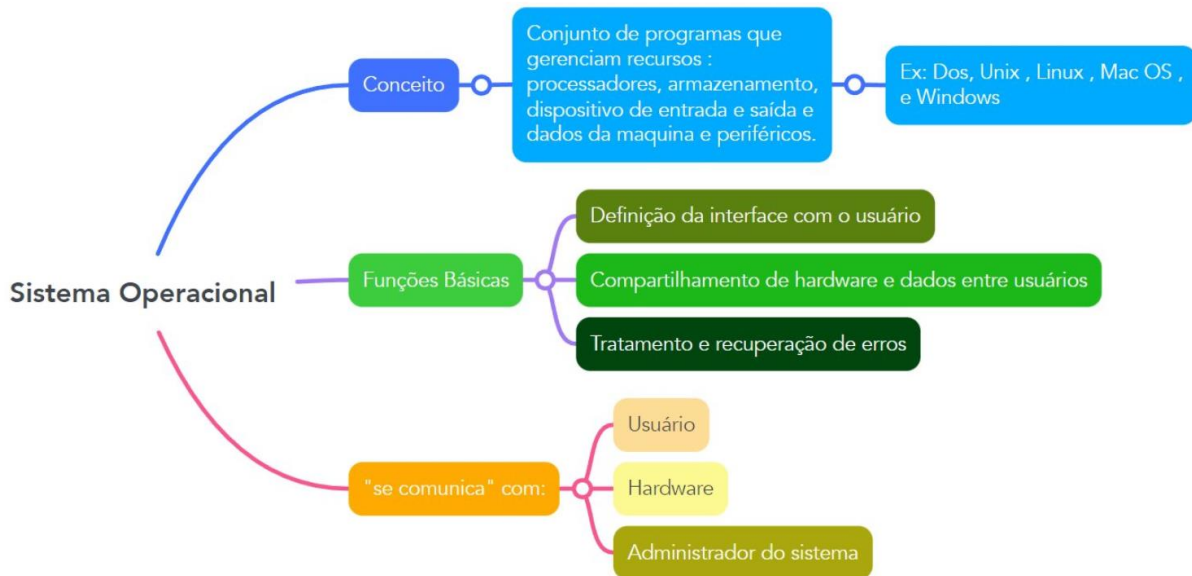 Sistema Operacional
Conceito
Conjunto de programas que
gerenciam recursos :
processadores, armazenamento,
dispositivo de entrada e saída e
dados da maquina e periféricos.
Ex: Dos, Unix , Linux , Mac OS ,
e Windows
Funções Básicas
Definição da interface com o usuário
Compartilhamento de hardware e dados entre usuários
Tratamento e recuperação de erros
"se comunica" com:
Usuário
Hardware
Administrador do sistema